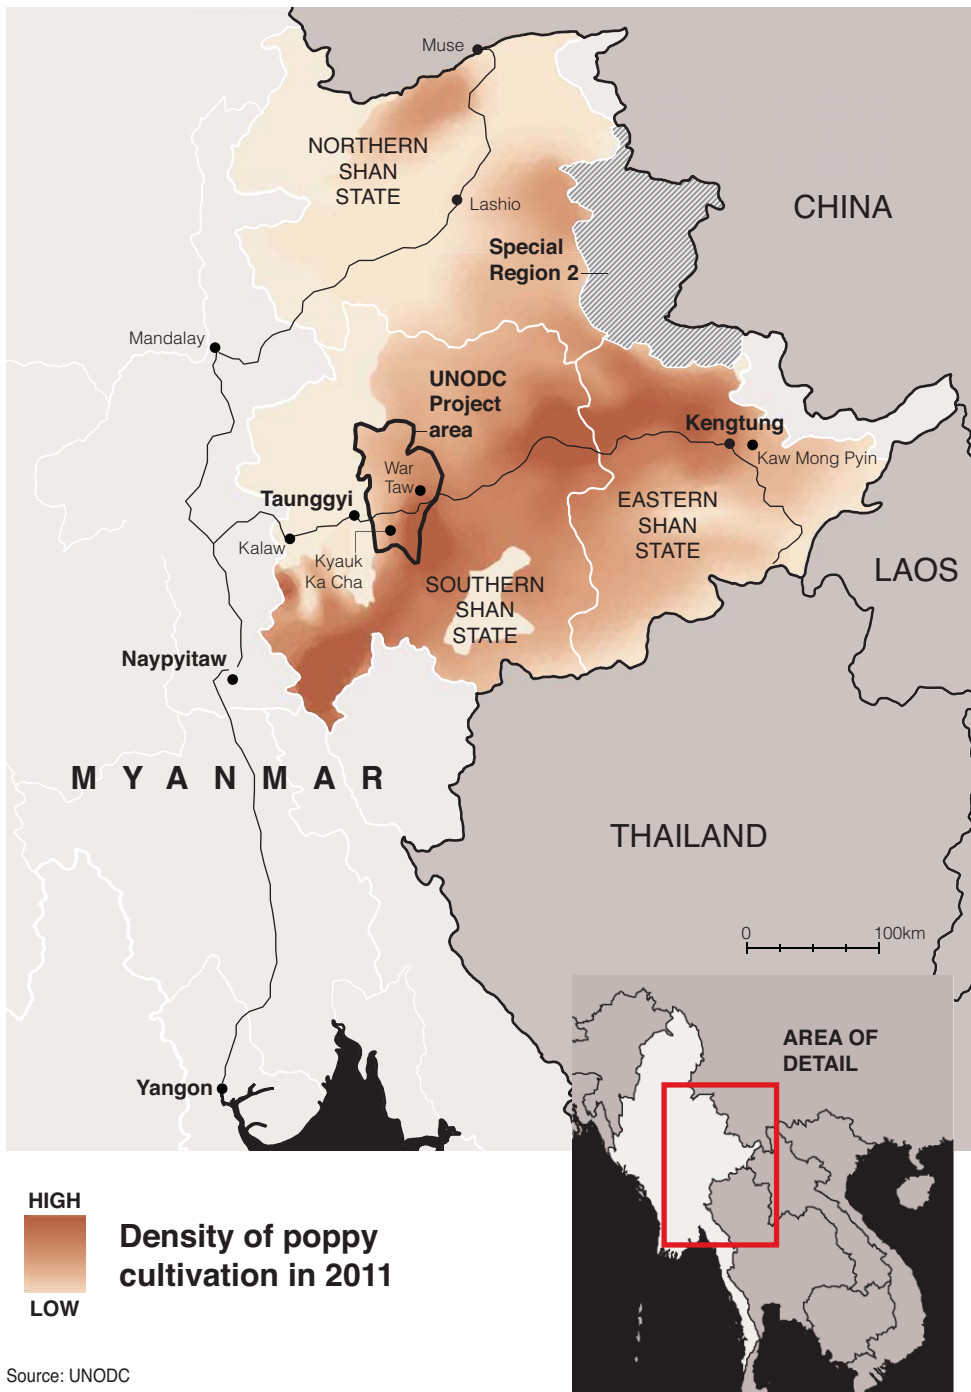 Muse
NORTHERN
SHAN
STATE
CHINA
Lashio
Special
Region 2
Mandalay
UNODC
Project
area
Kengtung
Kaw Mong Pyin
War
Taw
Taunggyi
EASTERN
SHAN
STATE
Kalaw
Kyauk
Ka Cha
LAOS
SOUTHERN
SHAN
STATE
Naypyitaw
MYANMAR
THAILAND
0 100km
AREA OF
DETAIL
Yangon
HIGH
LOW
Density of poppy
cultivation in 2011
Source: UNODC